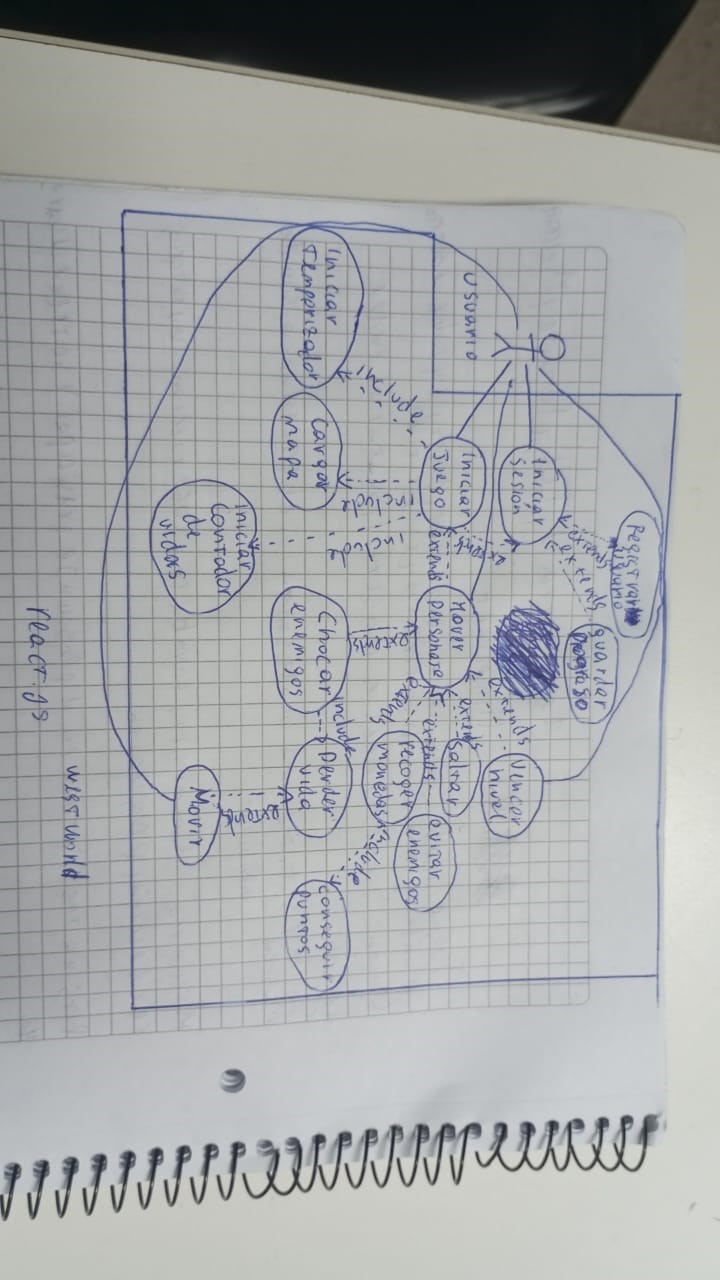 Usuario
Iniciar
Sesión
Registrar
usuario
extends
extends
guardar
progreso
Iniciar
Juego
extends
extends
Mover
personaje
extends
Vencer
nivel
extends
Saltar
extends
evitar
enemigos
extends
recoger
monedas
include
conseguir
puntos
include
Iniciar
temporizador
include
Cargar
mapa
include
Iniciar
contador
de
vidas
extends
Chocar
enemigos
include
Perder
vida
extends
Morir
react.js
west world